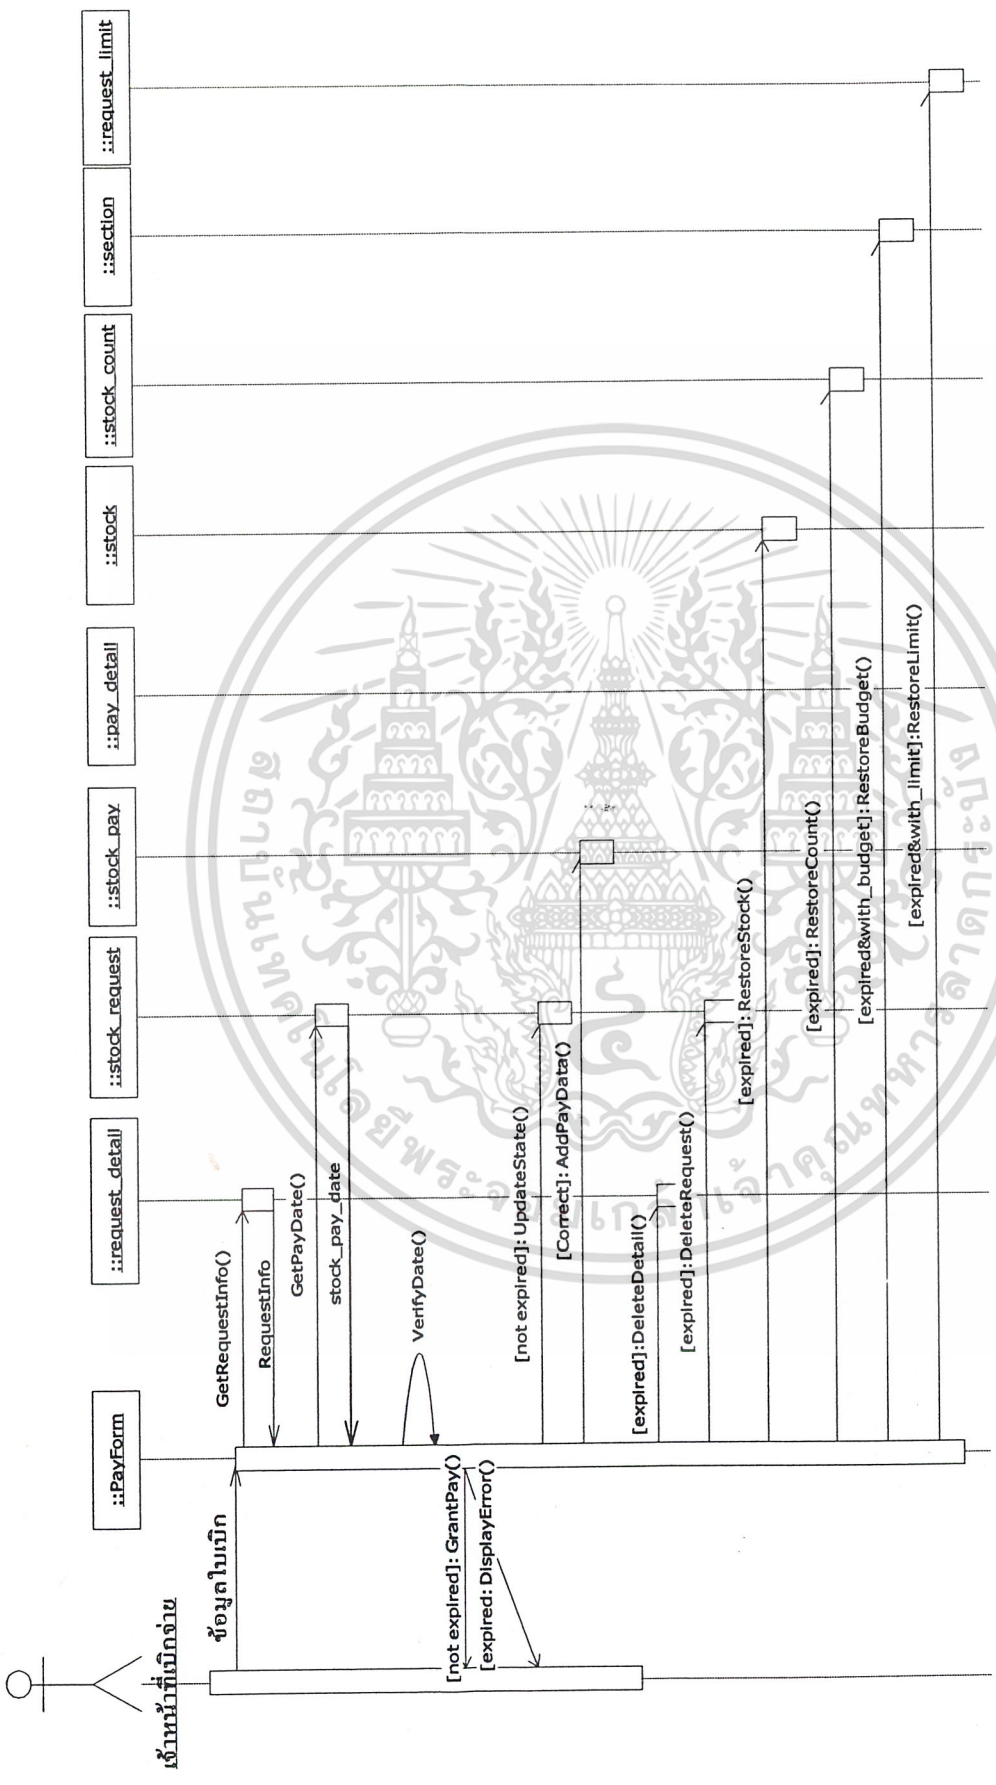 เจ้าหน้าที่เบิกจ่าย
::PayForm
::request_detail
::stock_request
::stock_pay
::pay_detail
::stock
::stock_count
::section
::request_limit
ข้อมูลใบเบิก
GetRequestInfo()
RequestInfo
GetPayDate()
stock_pay_date
VerifyDate()
[not expired]: GrantPay()
[expired: DisplayError()
[not expired]: UpdateState()
[Correct]: AddPayData()
[expired]:DeleteDetail()
[expired]: DeleteRequest()
[expired]: RestoreStock()
[expired]: RestoreCount()
[expired&with_budget]: RestoreBudget()
[expired&with_limit]:RestoreLimit()